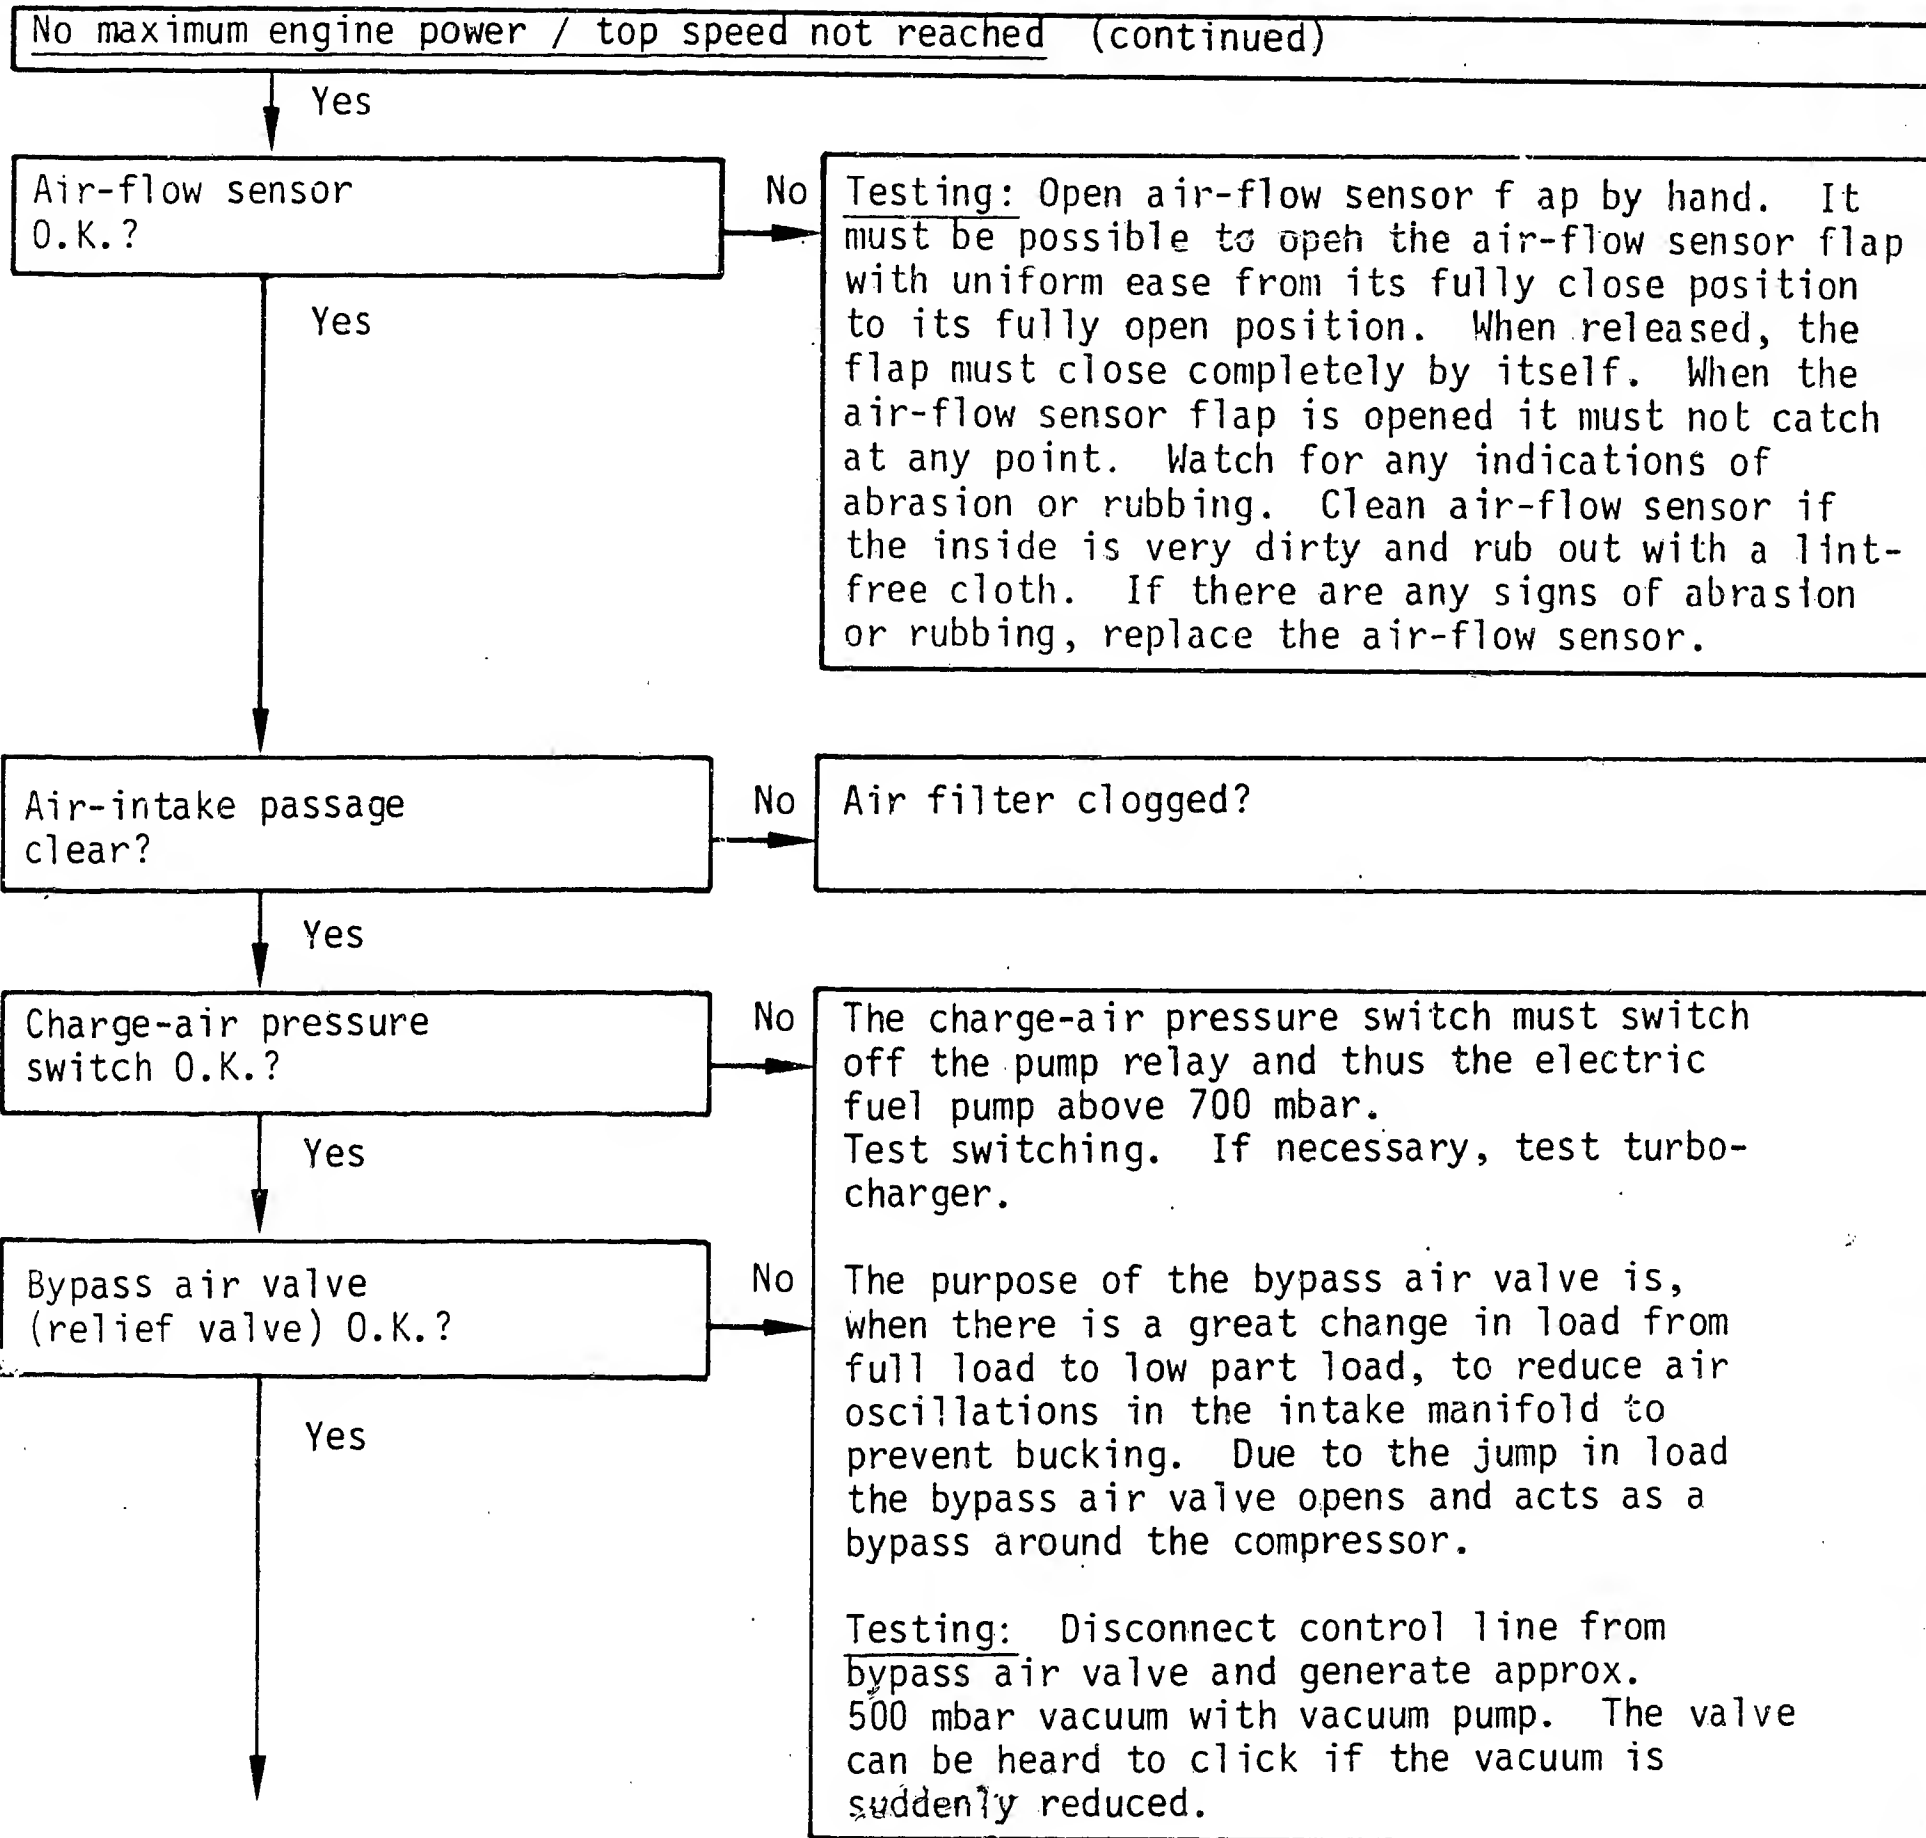 No maximum engine power / top speed not reached (continued)
Yes
Air-flow sensor
O.K.?
No
Testing: Open air-flow sensor f ap by hand. It
must be possible to open the air-flow sensor flap
with uniform ease from its fully close position
to its fully open position. When released, the
flap must close completely by itself. When the
air-flow sensor flap is opened it must not catch
at any point. Watch for any indications of
abrasion or rubbing. Clean air-flow sensor if
the inside is very dirty and rub out with a lint-
free cloth. If there are any signs of abrasion
or rubbing, replace the air-flow sensor.
Yes
Air-intake passage
clear?
No
Air filter clogged?
Yes
Charge-air pressure
switch O.K.?
No
The charge-air pressure switch must switch
off the pump relay and thus the electric
fuel pump above 700 mbar.
Test switching. If necessary, test turbo-
charger.
Yes
Bypass air valve
(relief valve) O.K.?
No
The purpose of the bypass air valve is,
when there is a great change in load from
full load to low part load, to reduce air
oscillations in the intake manifold to
prevent bucking. Due to the jump in load
the bypass air valve opens and acts as a
bypass around the compressor.
Testing: Disconnect control line from
bypass air valve and generate approx.
500 mbar vacuum with vacuum pump. The valve
can be heard to click if the vacuum is
suddenly reduced.
Yes